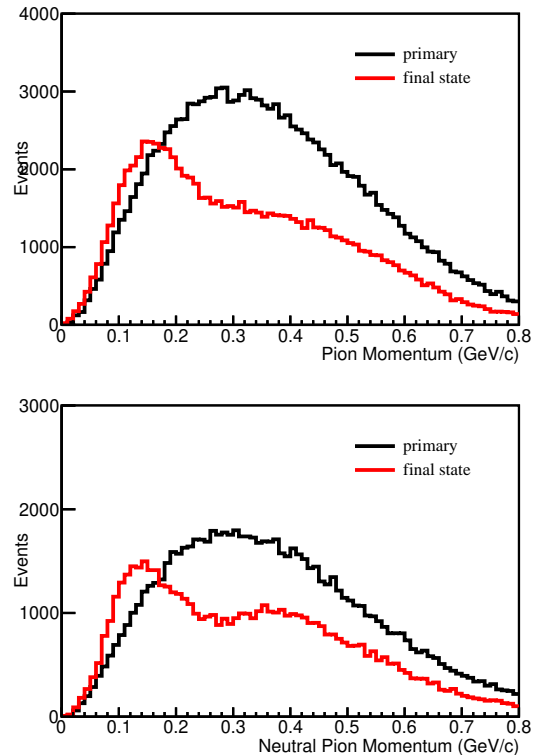 4000
3000
2000
1000
0
Events
primary
final state
0 0.1 0.2 0.3 0.4 0.5 0.6 0.7 0.8
Pion Momentum (GeV/c)
3000
2000
1000
0
Events
primary
final state
0 0.1 0.2 0.3 0.4 0.5 0.6 0.7 0.8
Neutral Pion Momentum (GeV/c)